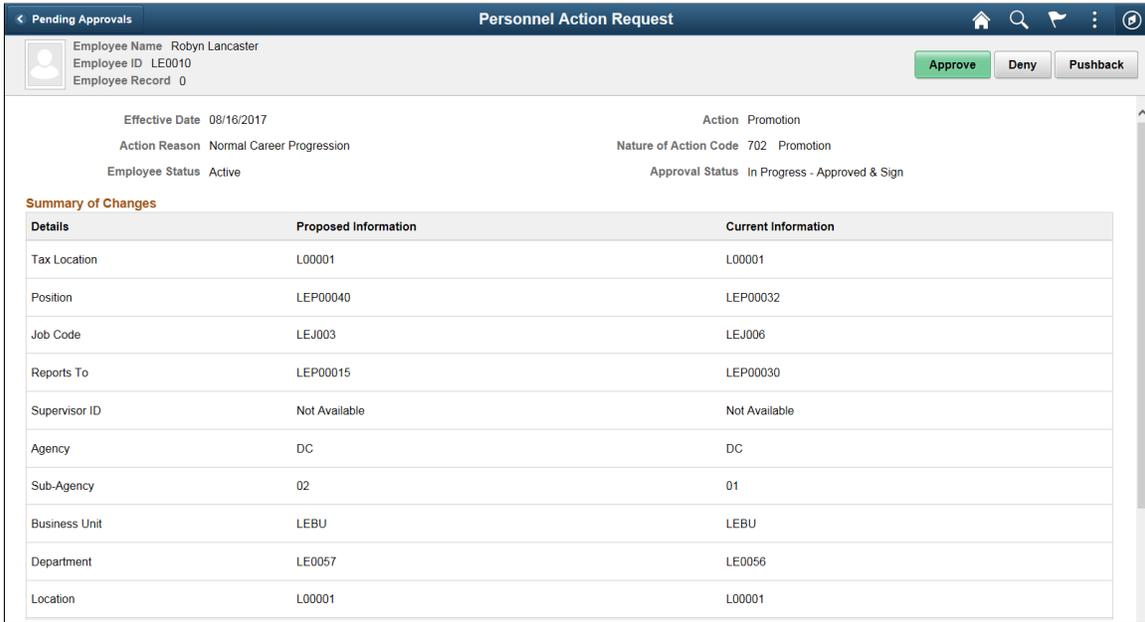 Pending Approvals
Personnel Action Request
Employee Name Robyn Lancaster
Employee ID LE0010
Employee Record 0
Approve Deny Pushback
Effective Date 08/16/2017 Action Promotion
Action Reason Normal Career Progression Nature of Action Code 702 Promotion
Employee Status Active Approval Status In Progress - Approved & Sign
Summary of Changes
Details Proposed Information Current Information
Tax Location L00001 L00001
Position LEP00040 LEP00032
Job Code LEJ003 LEJ006
Reports To LEP00015 LEP00030
Supervisor ID Not Available Not Available
Agency DC DC
Sub-Agency 02 01
Business Unit LEBU LEBU
Department LE0057 LE0056
Location L00001 L00001